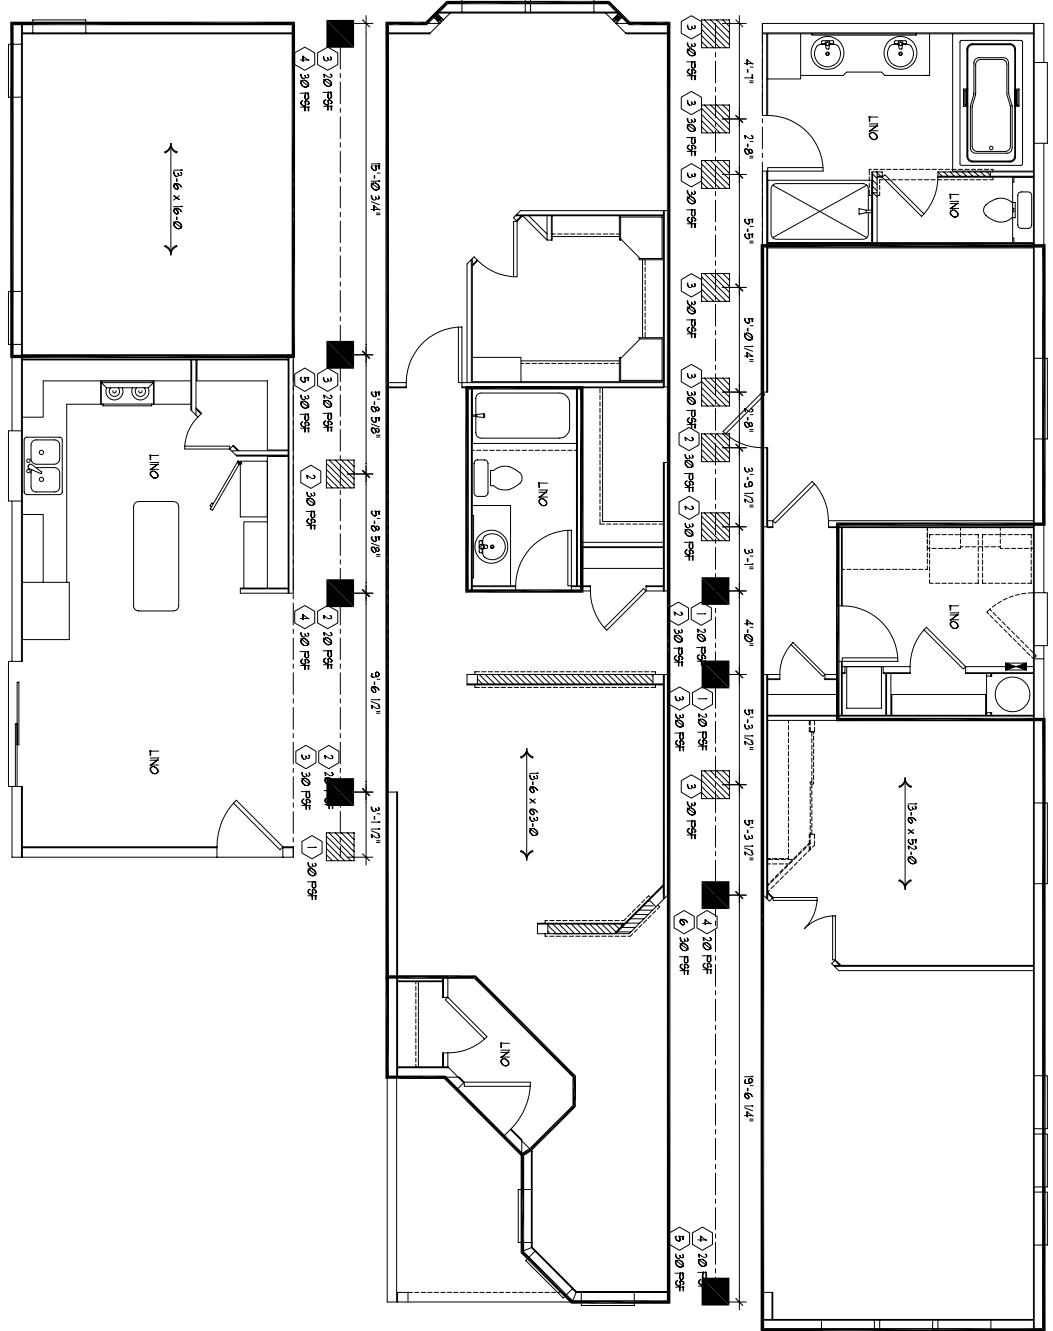 3 20 PSF
4 30 PSF
15'-10 3/4"
3 20 PSF
5 30 PSF
5'-8 5/8"
2 30 PSF
5'-8 5/8"
2 20 PSF
4 30 PSF
9'-6 1/2"
2 20 PSF
3 30 PSF
3'-1 1/2"
1 30 PSF
13-6 x 16-0
LINO
LINO
LINO
13-6 x 63-0
LINO
3 30 PSF
4'-7"
3 30 PSF
2'-8"
3 30 PSF
5'-5"
3 30 PSF
5'-0 1/4"
3 30 PSF
2'-8"
2 30 PSF
3'-9 1/2"
2 30 PSF
3'-1"
1 20 PSF
2 30 PSF
4'-0"
1 20 PSF
3 30 PSF
5'-3 1/2"
3 30 PSF
5'-3 1/2"
4 20 PSF
6 30 PSF
19'-6 1/4"
4 20 PSF
5 30 PSF
LINO
LINO
LINO
13-6 x 52-0